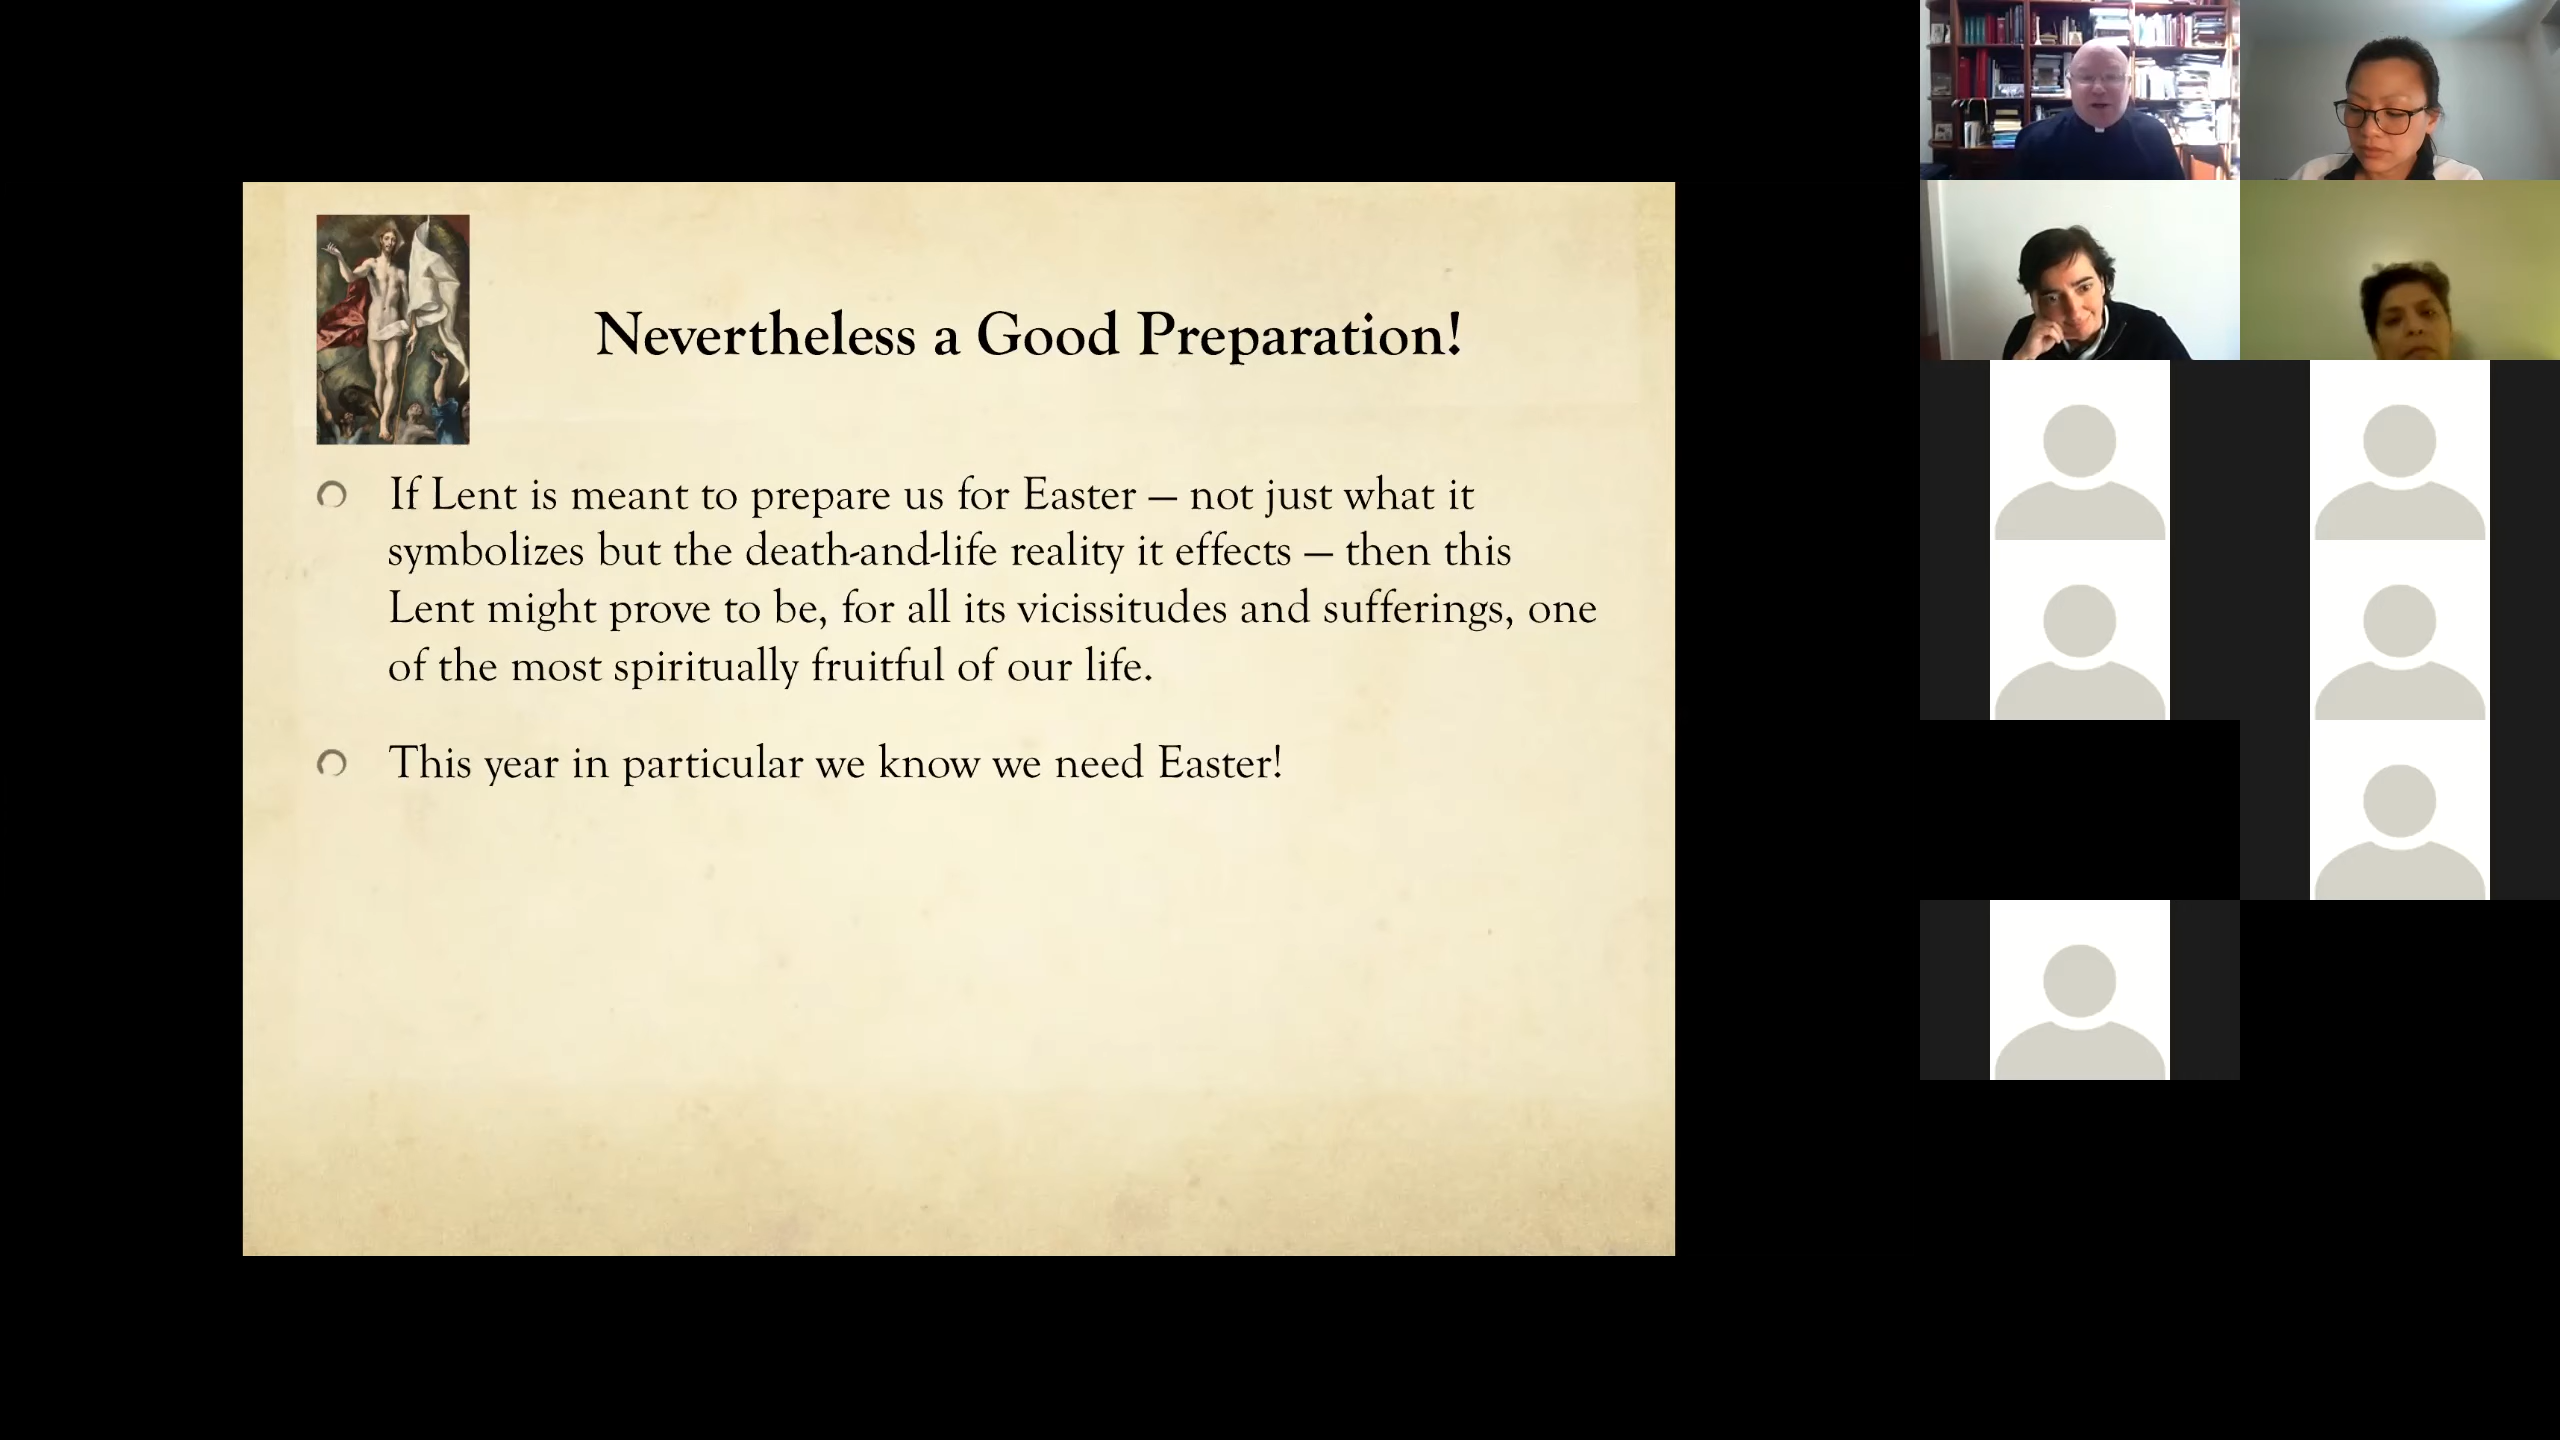 Nevertheless a Good Preparation!
If Lent is meant to prepare us for Easter — not just what it
symbolizes but the death-and-life reality it effects — then this
Lent might prove to be, for all its vicissitudes and sufferings, one
of the most spiritually fruitful of our life.
This year in particular we know we need Easter!